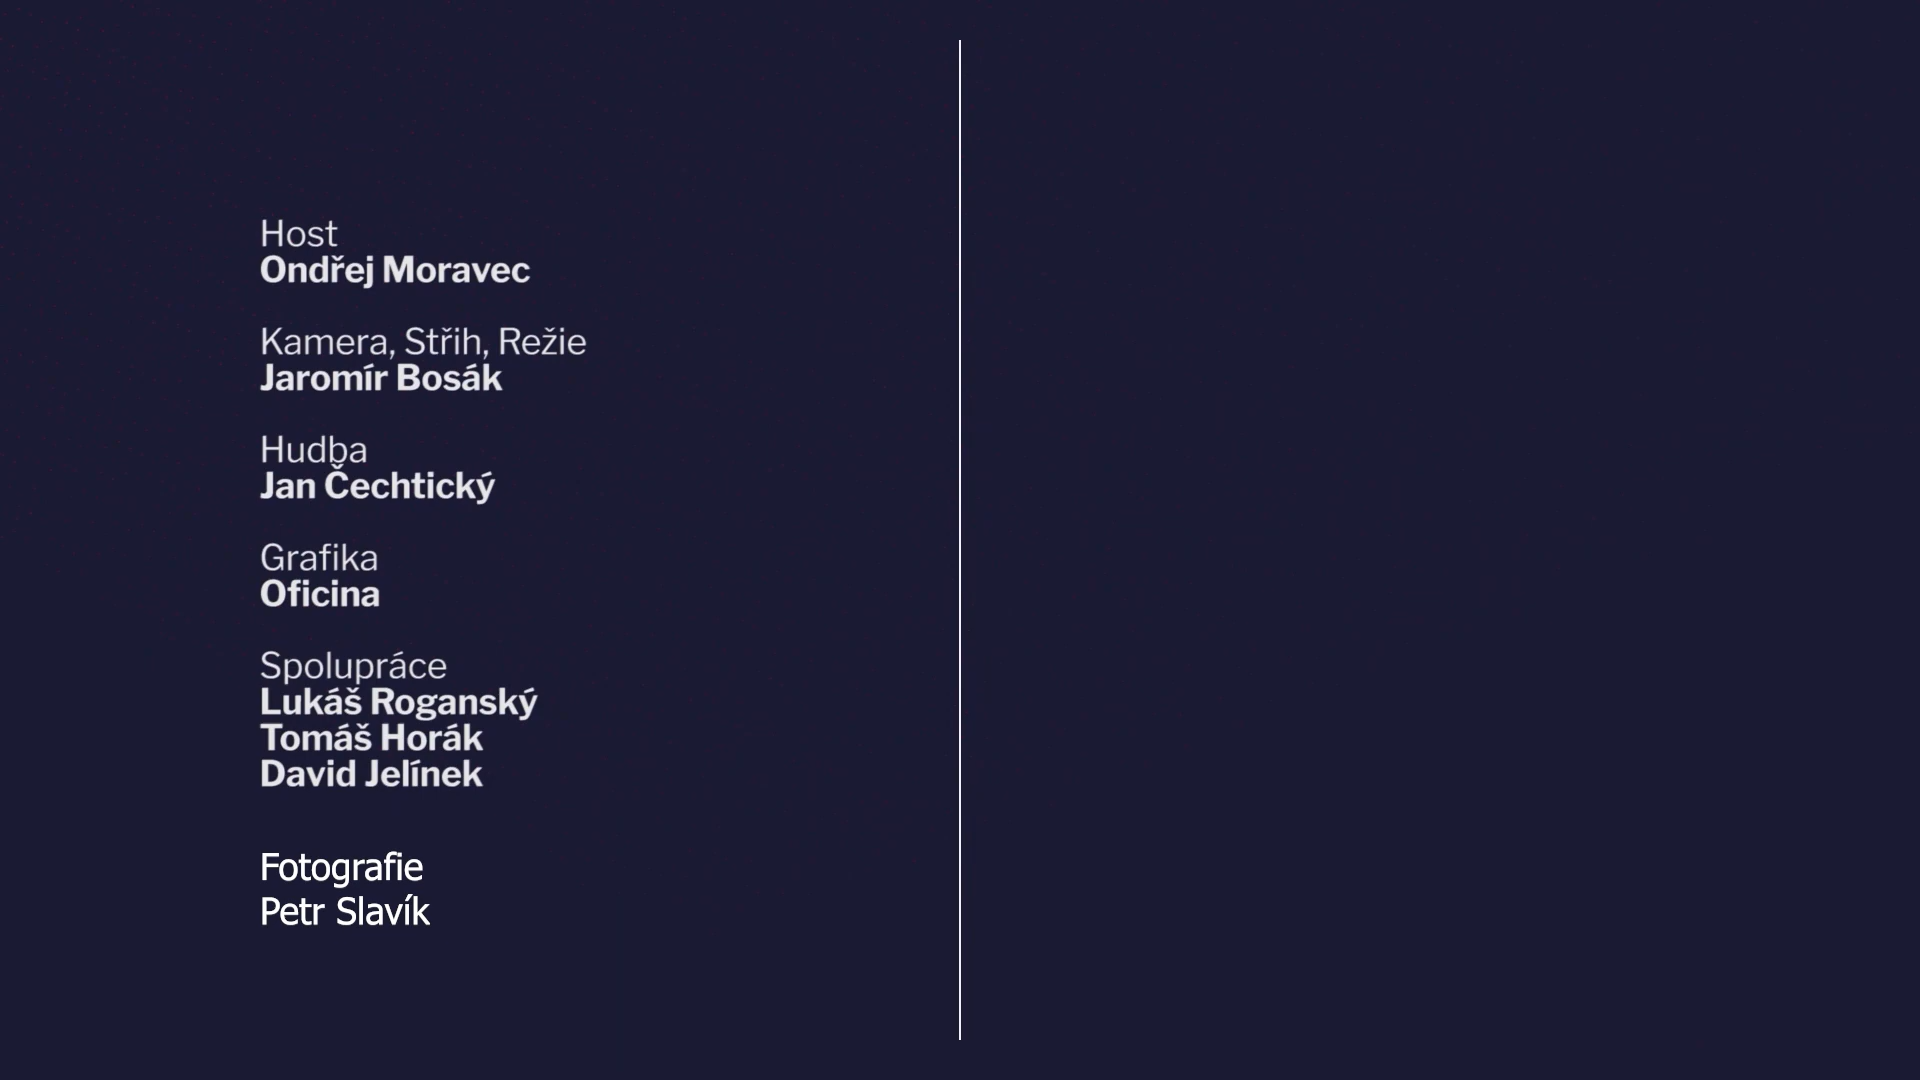 Host
Ondřej Moravec
Kamera, Střih, Režie
Jaromír Bosák
Hudba
Jan Čechtický
Grafika
Oficina
Spolupráce
Lukáš Roganský
Tomáš Horák
David Jelínek
Fotografie
Petr Slavík